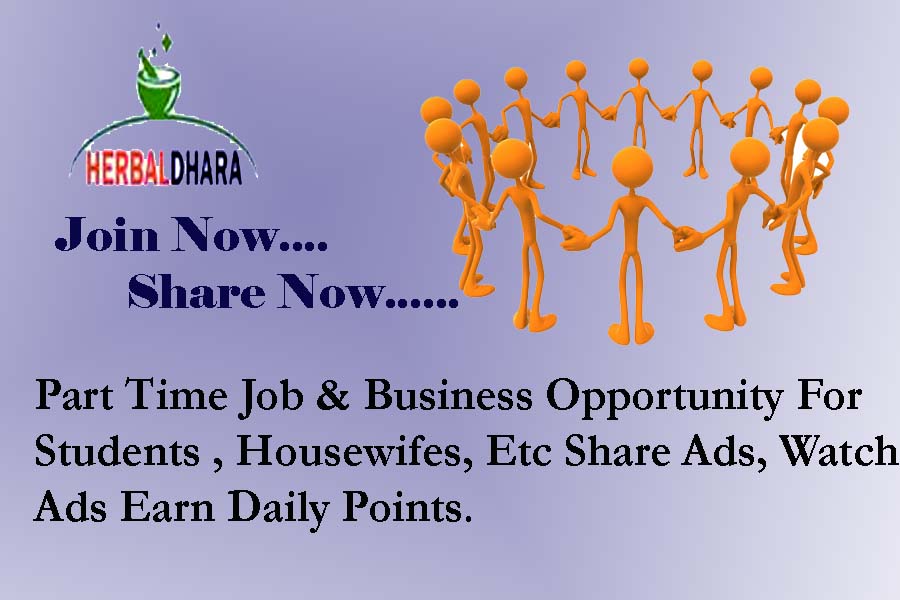 HERBALDHARA
Join Now....
Share Now......
Part Time Job & Business Opportunity For
Students , Housewifes, Etc Share Ads, Watch
Ads Earn Daily Points.